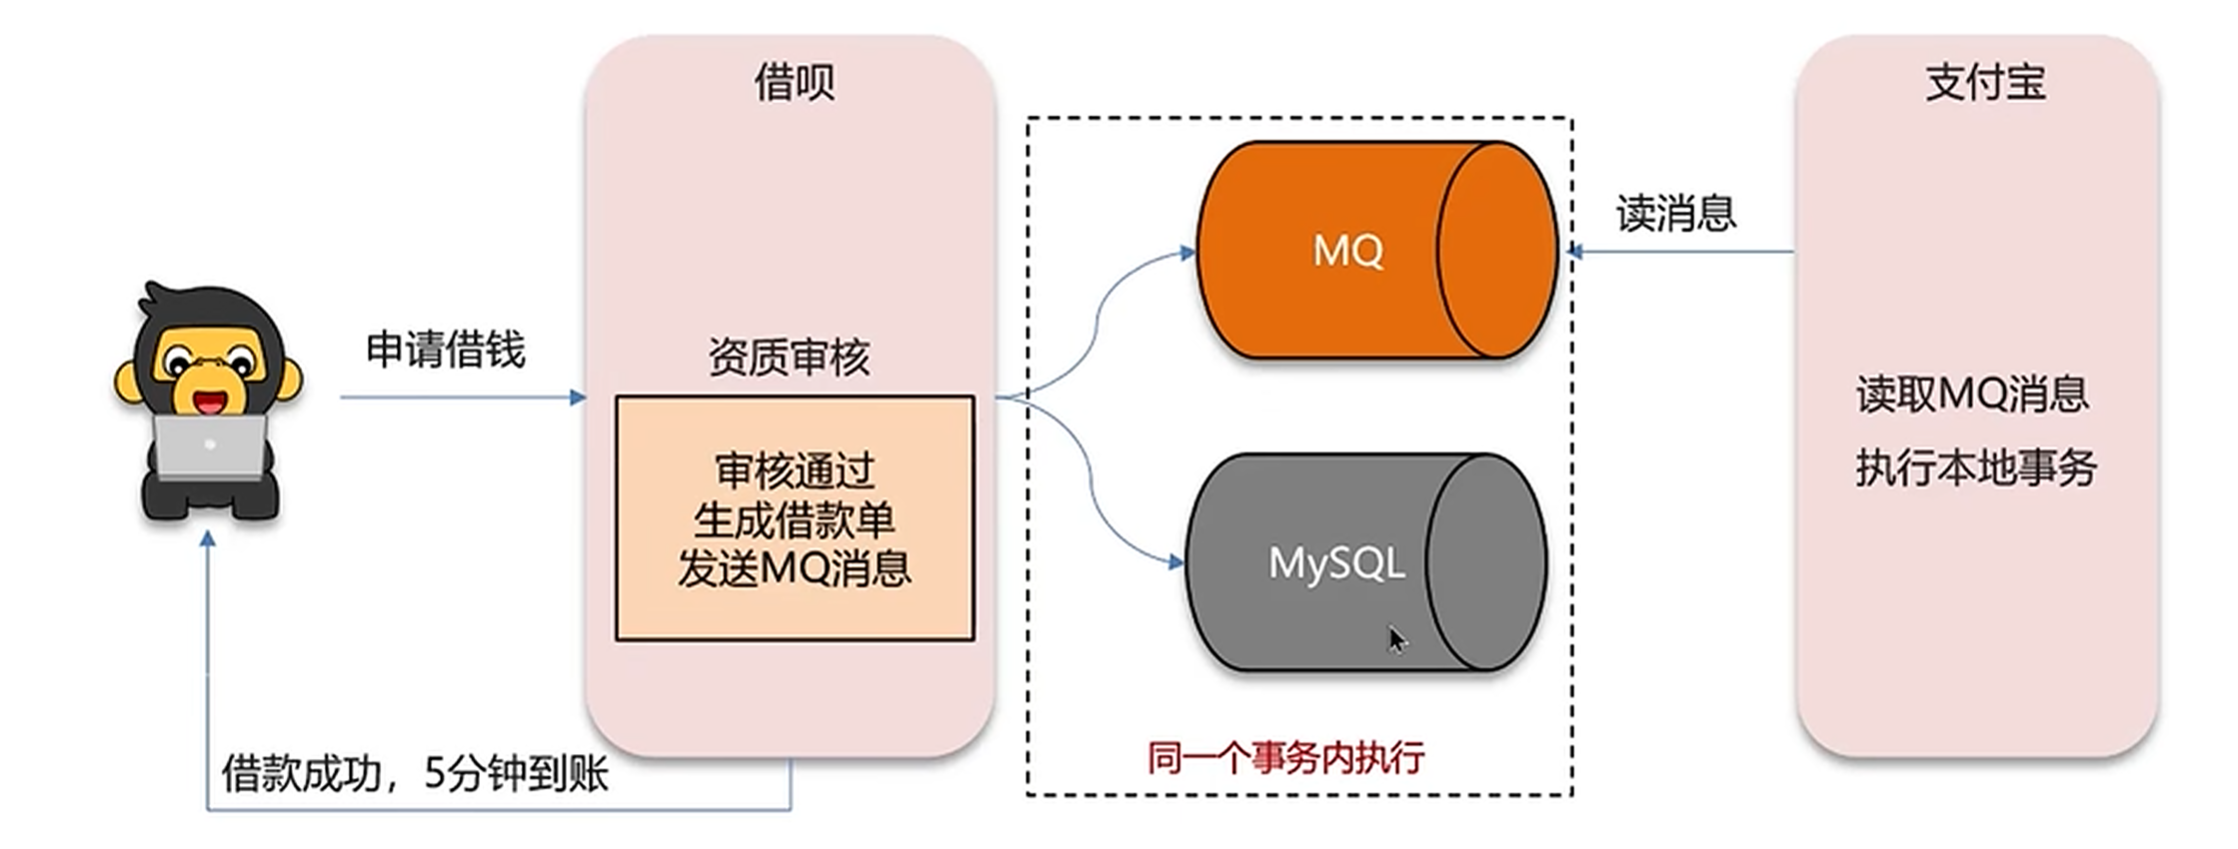 申请借钱
借呗
资质审核
审核通过
生成借款单
发送MQ消息
借款成功，5分钟到账
MQ
MySQL
同一个事务内执行
读消息
支付宝
读取MQ消息
执行本地事务